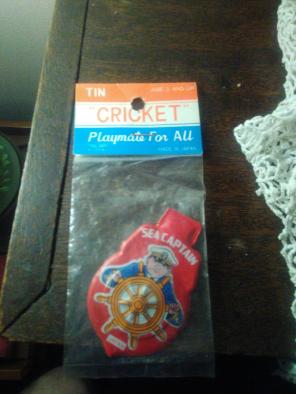 TIN
AGE 3 AND UP
"CRICKET"
Playmate For All
MADE IN JAPAN
SEA CAPTAIN